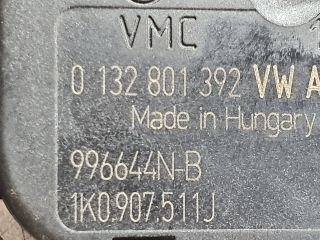 VMC
0 132 801 392 VW A
Made in Hungary
996644N-B
1K0.907.511J